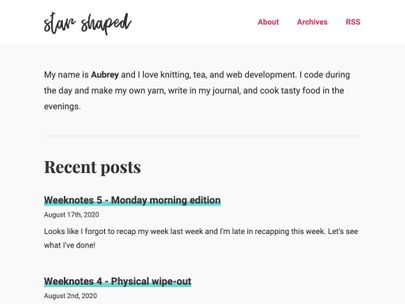 star shaped
About Archives RSS
My name is Aubrey and I love knitting, tea, and web development. I code during
the day and make my own yarn, write in my journal, and cook tasty food in the
evenings.
Recent posts
Weeknotes 5 - Monday morning edition
August 17th, 2020
Looks like I forgot to recap my week last week and I'm late in recapping this week. Let's see
what I've done!
Weeknotes 4 - Physical wipe-out
August 2nd, 2020